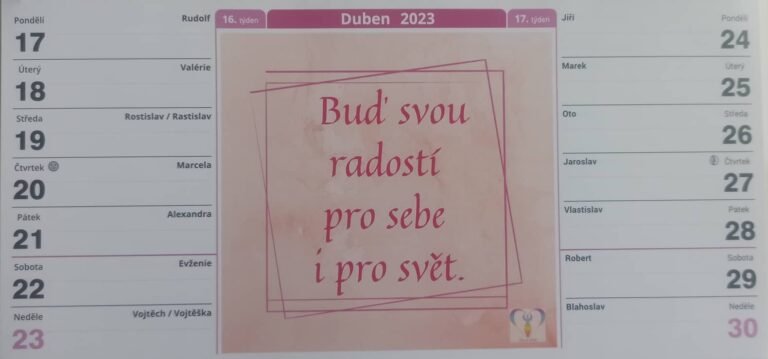 Pondělí Rudolf
17
Úterý Valérie
18
Středa Rostislav / Rastislav
19
Čtvrtek Marcela
20
Pátek Alexandra
21
Sobota Evženie
22
Neděle Vojtěch / Vojtěška
23
16. týden Duben 2023 17. týden
Buď svou
radostí
pro sebe
i pro svět.
Jiří Pondělí
24
Marek Úterý
25
Oto Středa
26
Jaroslav Čtvrtek
27
Vlastislav Pátek
28
Robert Sobota
29
Blahoslav Neděle
30